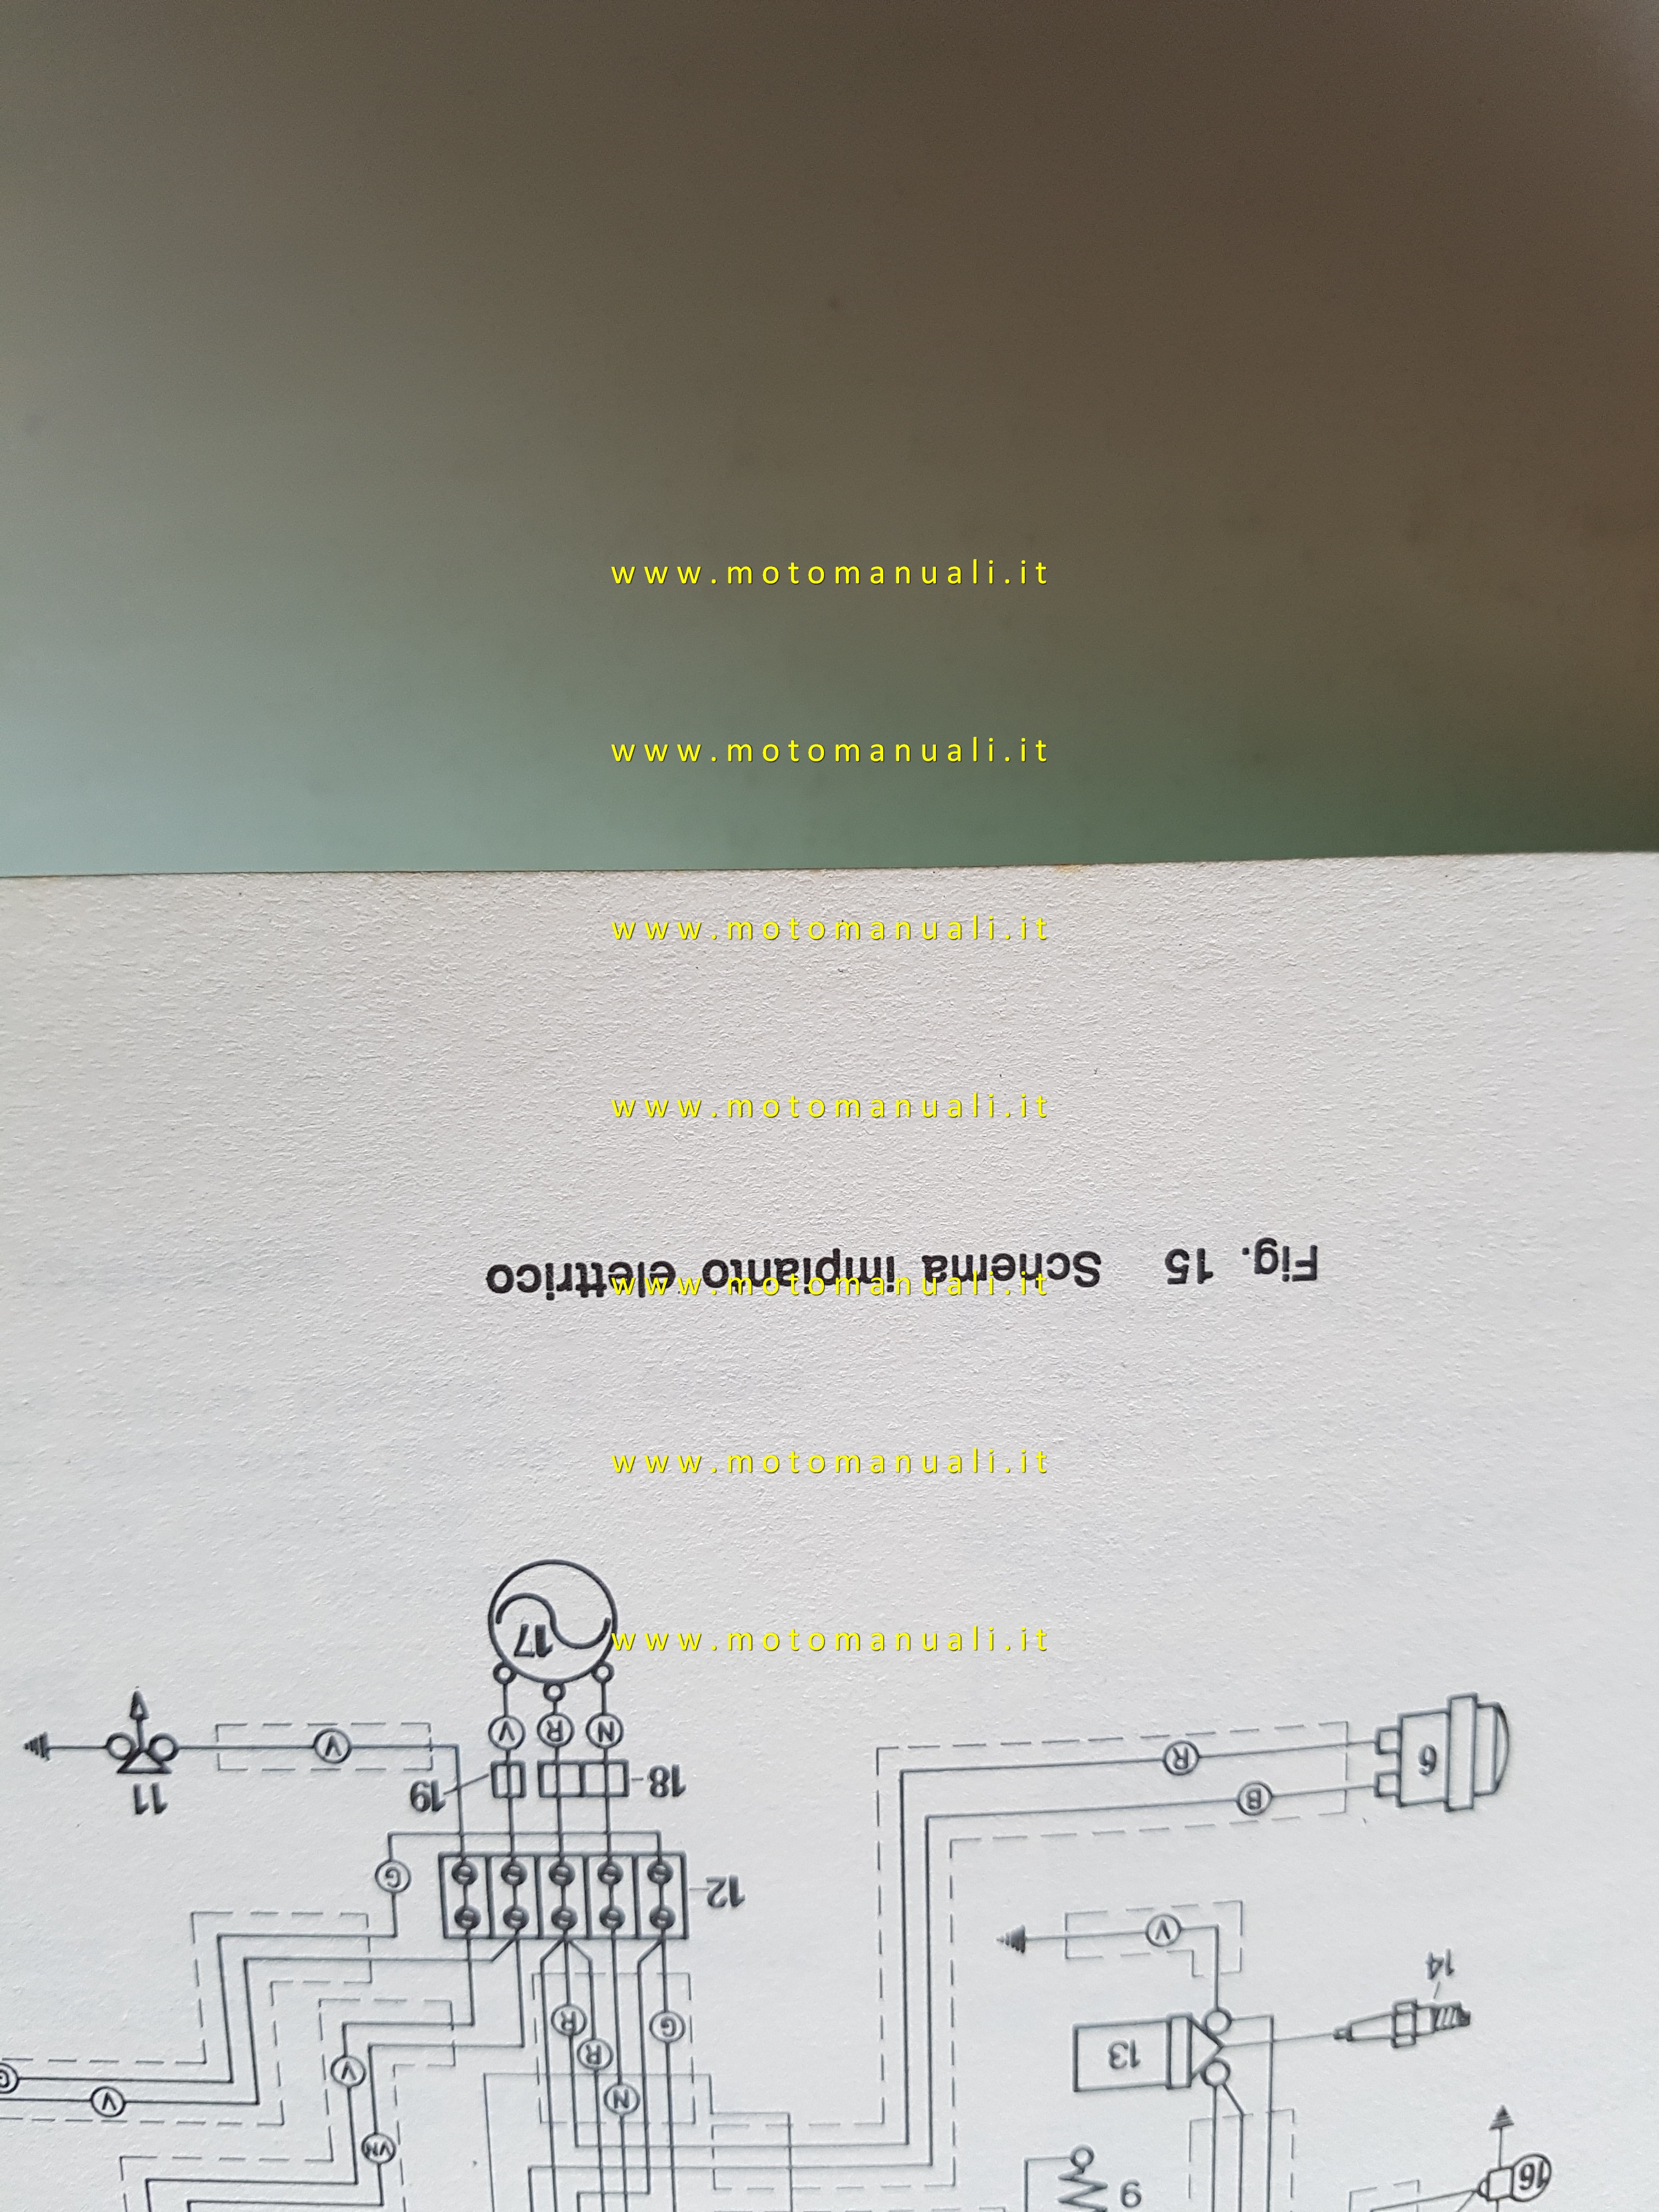 www.motomanuali.it
www.motomanuali.it
www.motomanuali.it
www.motomanuali.it
Fig. 15 Schema impianto elettrico
www.motomanuali.it
www.motomanuali.it
www.motomanuali.it
17
V R N
11
V
19
18
R
6
B
G
12
V
14
R
G
R
13
V
G
V
N
VN
9
16